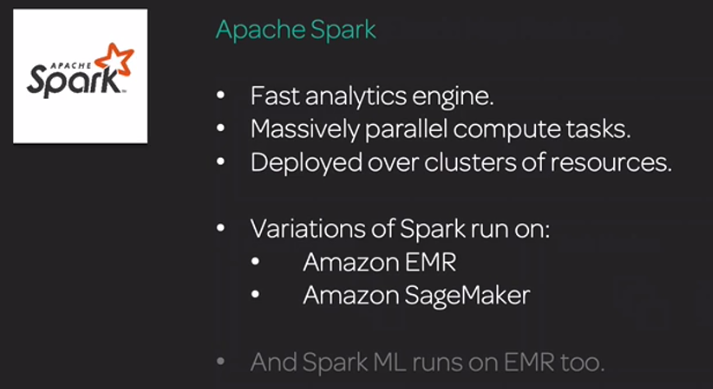 APACHE
Spark
Apache Spark
• Fast analytics engine.
• Massively parallel compute tasks.
• Deployed over clusters of resources.
• Variations of Spark run on:
• Amazon EMR
• Amazon SageMaker
• And Spark ML runs on EMR too.